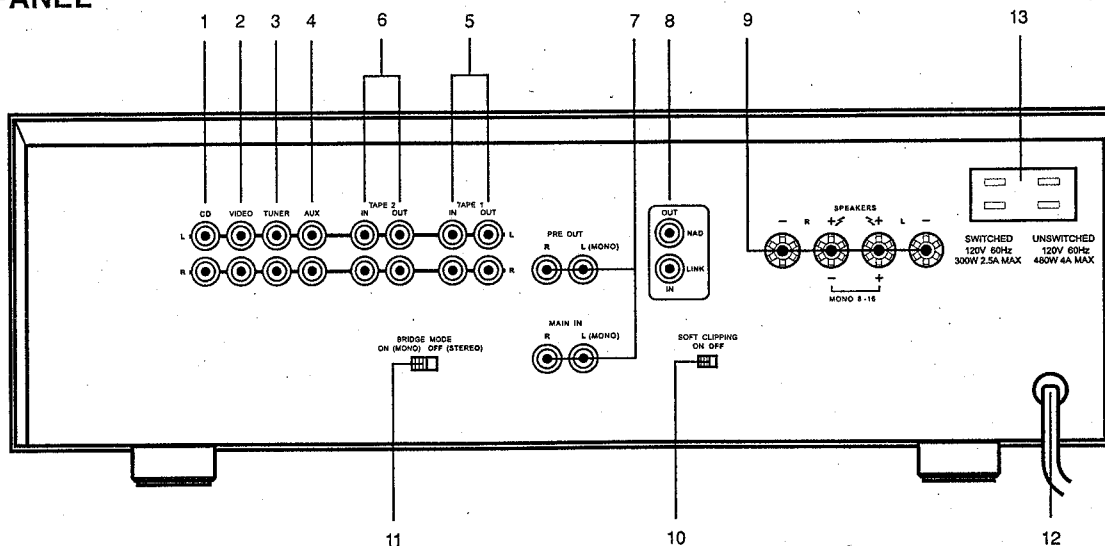 ANEL
1 2 3 4 6 5 7 8 9 13
CD VIDEO TUNER AUX IN TAPE 2 OUT IN TAPE 1 OUT
L L
R R
PRE OUT
R L (MONO)
OUT
NAD
LINK
IN
SPEAKERS
− R + + L −
− +
MONO 8 -16
SWITCHED
120V 60Hz
300W 2.5A MAX
UNSWITCHED
120V 60Hz
480W 4A MAX
MAIN IN
R L (MONO)
BRIDGE MODE
ON (MONO) OFF (STEREO)
SOFT CLIPPING
ON OFF
11 10 12